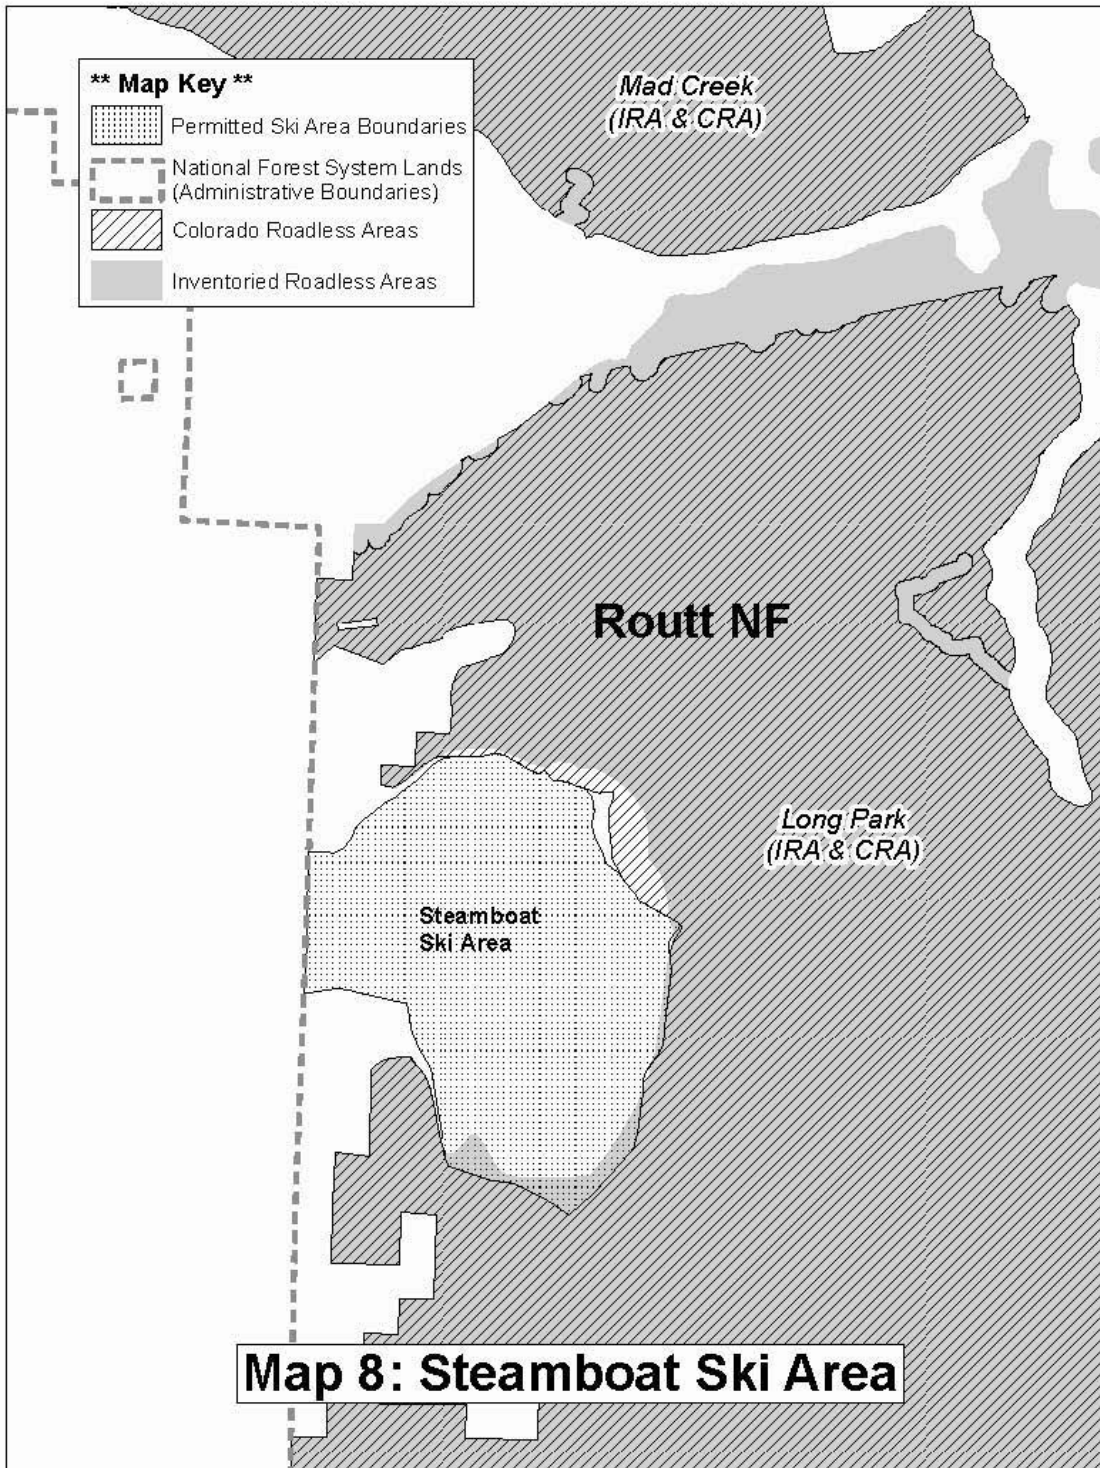 ** Map Key **
Permitted Ski Area Boundaries
National Forest System Lands
(Administrative Boundaries)
Colorado Roadless Areas
Inventoried Roadless Areas
Mad Creek
(IRA & CRA)
Routt NF
Long Park
(IRA & CRA)
Steamboat
Ski Area
Map 8: Steamboat Ski Area